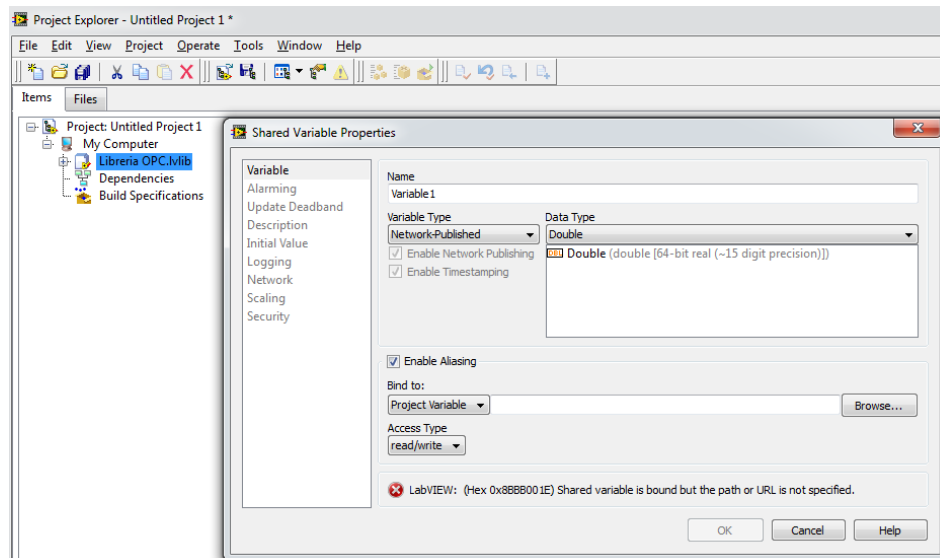 Project Explorer - Untitled Project 1 *
File Edit View Project Operate Tools Window Help
Items Files
Project: Untitled Project 1
My Computer
Libreria OPC.lvlib
Dependencies
Build Specifications
Shared Variable Properties
Variable
Alarming
Update Deadband
Description
Initial Value
Logging
Network
Scaling
Security
Name
Variable1
Variable Type Data Type
Network-Published Double
Enable Network Publishing
Enable Timestamping
Double (double [64-bit real (~15 digit precision)])
Enable Aliasing
Bind to:
Project Variable Browse...
Access Type
read/write
LabVIEW: (Hex 0x8BBB001E) Shared variable is bound but the path or URL is not specified.
OK Cancel Help